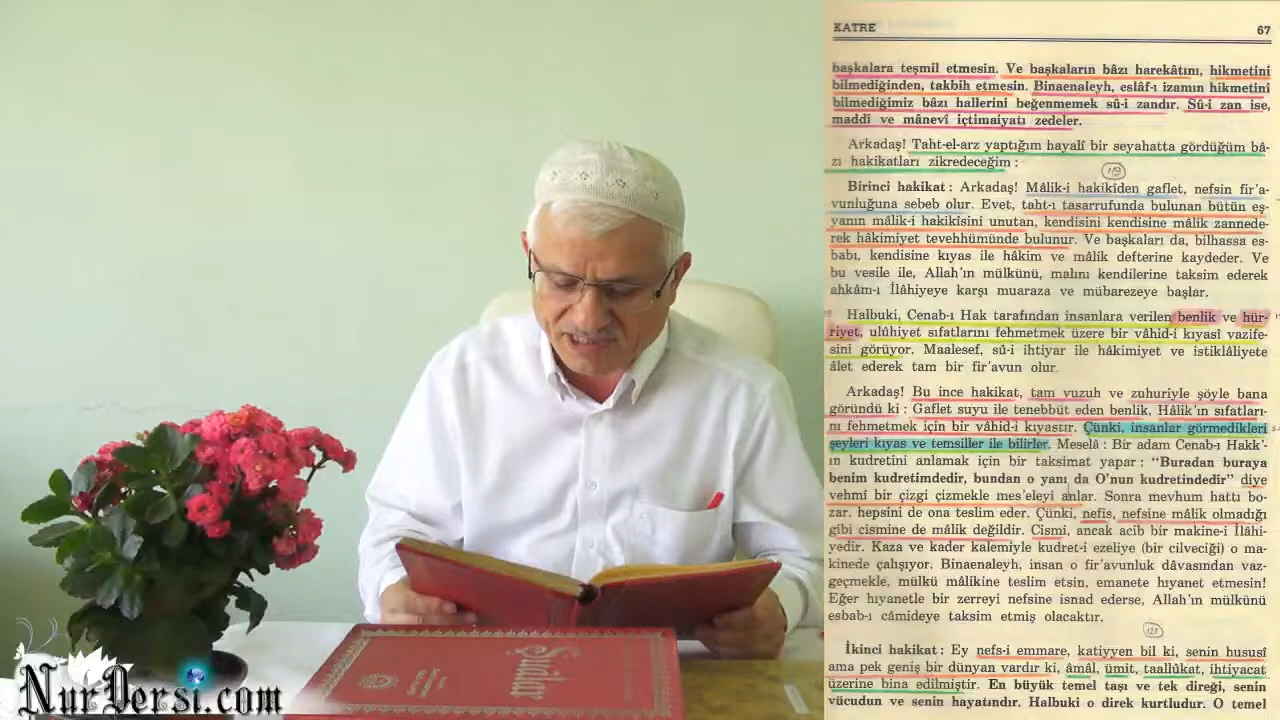 KATRE 67
başkalara teşmil etmesin. Ve başkaların bâzı harekâtını, hikmetini
bilmediğinden, takbih etmesin. Binaenaleyh, eslâf-ı izamın hikmetini
bilmediğimiz bâzı hallerini beğenmemek sû-i zandır. Sû-i zan ise,
maddî ve mânevî içtimaiyatı zedeler.
Arkadaş! Taht-el-arz yaptığım hayalî bir seyahatta gördüğüm bâ-
zı hakikatları zikredeceğim :
Birinci hakikat : Arkadaş! Mâlik-i hakikîden gaflet, nefsin fir'a-
vunluğuna sebeb olur. Evet, taht-ı tasarrufunda bulunan bütün eş-
yanın mâlik-i hakikîsini unutan, kendisini kendisine mâlik zannede-
rek hâkimiyet tevehhümünde bulunur. Ve başkaları da, bilhassa es-
babı, kendisine kıyas ile hâkim ve mâlik defterine kaydeder. Ve
bu vesile ile, Allah'ın mülkünü, malını kendilerine taksim ederek
ahkâm-ı İlâhiyeye karşı muaraza ve mübarezeye başlar.
Halbuki, Cenab-ı Hak tarafından insanlara verilen benlik ve hür-
riyet, ulûhiyet sıfatlarını fehmetmek üzere bir vâhid-i kıyasî vazife-
sini görüyor. Maalesef, sû-i ihtiyar ile hâkimiyet ve istiklâliyete
âlet ederek tam bir fir'avun olur.
Arkadaş! Bu ince hakikat, tam vuzuh ve zuhuriyle şöyle bana
göründü ki : Gaflet suyu ile tenebbüt eden benlik, Hâlik'ın sıfatları-
nı fehmetmek için bir vâhid-i kıyastır. Çünki, insanlar görmedikleri
şeyleri kıyas ve temsiller ile bilirler. Meselâ : Bir adam Cenab-ı Hakk'-
ın kudretini anlamak için bir taksimat yapar : "Buradan buraya
benim kudretimdedir, bundan o yanı da O'nun kudretindedir" diye
vehmî bir çizgi çizmekle mes'eleyi anlar. Sonra mevhum hattı bo-
zar, hepsini de ona teslim eder. Çünki, nefis, nefsine mâlik olmadığı
gibi cismine de mâlik değildir. Cismi, ancak acib bir makine-i İlâhi-
yedir. Kaza ve kader kalemiyle kudret-i ezeliye (bir cilveciği) o ma-
kinede çalışıyor. Binaenaleyh, insan o fir'avunluk dâvasından vaz-
geçmekle, mülkü mâlikine teslim etsin, emanete hıyanet etmesin!
Eğer hıyanetle bir zerreyi nefsine isnad ederse, Allah'ın mülkünü
esbab-ı câmideye taksim etmiş olacaktır.
İkinci hakikat : Ey nefs-i emmare, katiyyen bil ki, senin hususî
ama pek geniş bir dünyan vardır ki, âmâl, ümit, taallûkat, ihtiyacat
üzerine bina edilmiştir. En büyük temel taşı ve tek direği, senin
vücudun ve senin hayatındır. Halbuki o direk kurtludur. O temel
Şualar
NurDersi.com